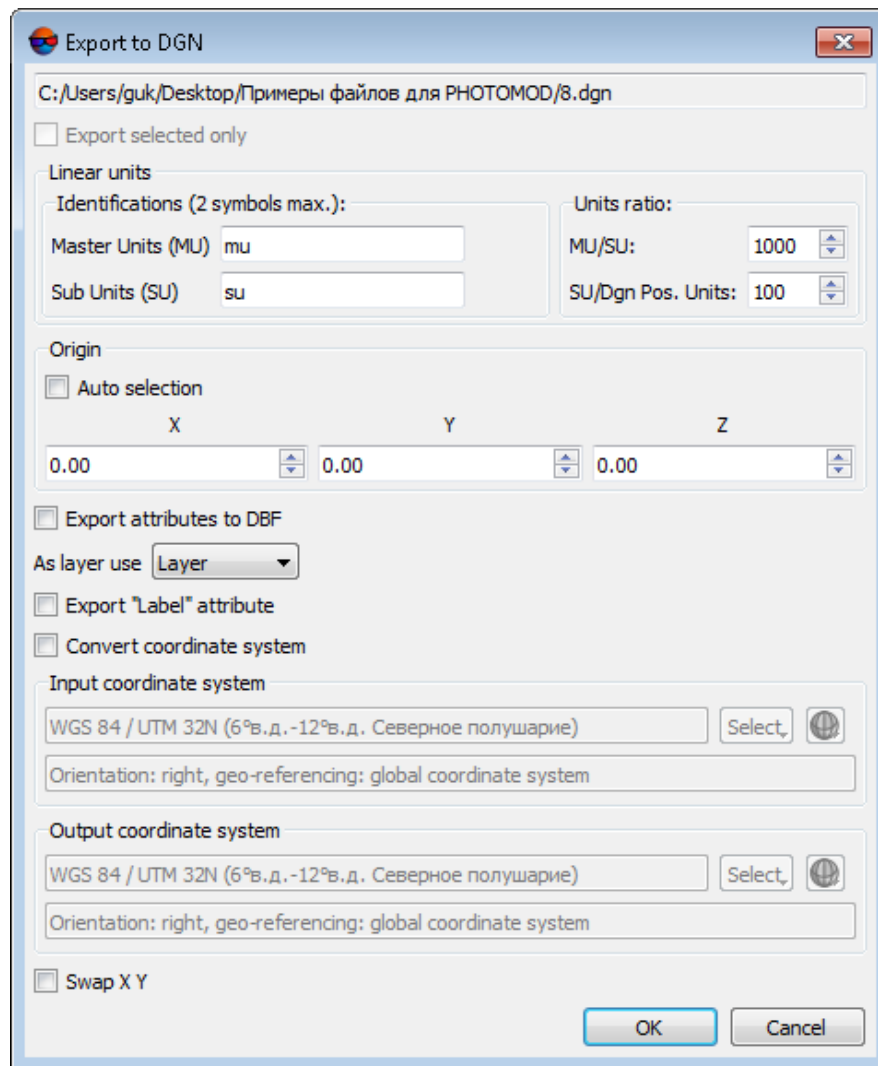 Export to DGN
C:/Users/guk/Desktop/Примеры файлов для PHOTOMOD/8.dgn
Export selected only
Linear units
Identifications (2 symbols max.):
Units ratio:
Master Units (MU) mu
MU/SU: 1000
Sub Units (SU) su
SU/Dgn Pos. Units: 100
Origin
Auto selection
X Y Z
0.00 0.00 0.00
Export attributes to DBF
As layer use Layer
Export "Label" attribute
Convert coordinate system
Input coordinate system
WGS 84 / UTM 32N (6°в.д.-12°в.д. Северное полушарие) Select
Orientation: right, geo-referencing: global coordinate system
Output coordinate system
WGS 84 / UTM 32N (6°в.д.-12°в.д. Северное полушарие) Select
Orientation: right, geo-referencing: global coordinate system
Swap X Y
OK Cancel